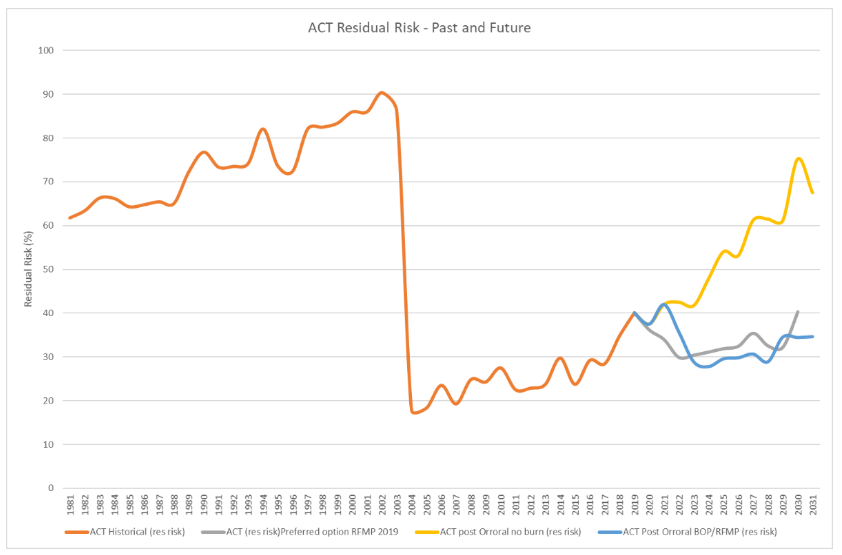 ACT Residual Risk - Past and Future
100
90
80
70
60
50
40
30
20
10
0
Residual Risk (%)
1981 1982 1983 1984 1985 1986 1987 1988 1989 1990 1991 1992 1993 1994 1995 1996 1997 1998 1999 2000 2001 2002 2003 2004 2005 2006 2007 2008 2009 2010 2011 2012 2013 2014 2015 2016 2017 2018 2019 2020 2021 2022 2023 2024 2025 2026 2027 2028 2029 2030 2031
ACT Historical (res risk) ACT (res risk)Preferred option RFMP 2019 ACT post Orroral no burn (res risk) ACT Post Orroral BOP/RFMP (res risk)